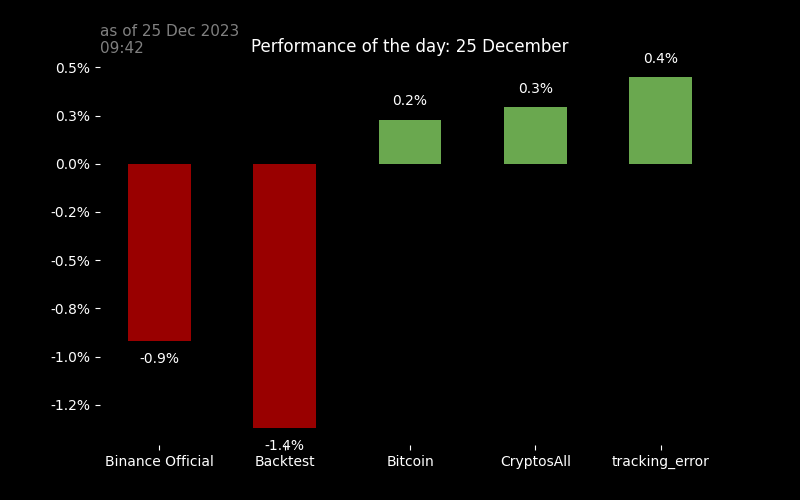 as of 25 Dec 2023
09:42
Performance of the day: 25 December
0.5%
0.3%
0.0%
-0.2%
-0.5%
-0.8%
-1.0%
-1.2%
-0.9%
-1.4%
0.2%
0.3%
0.4%
Binance Official
Backtest
Bitcoin
CryptosAll
tracking_error